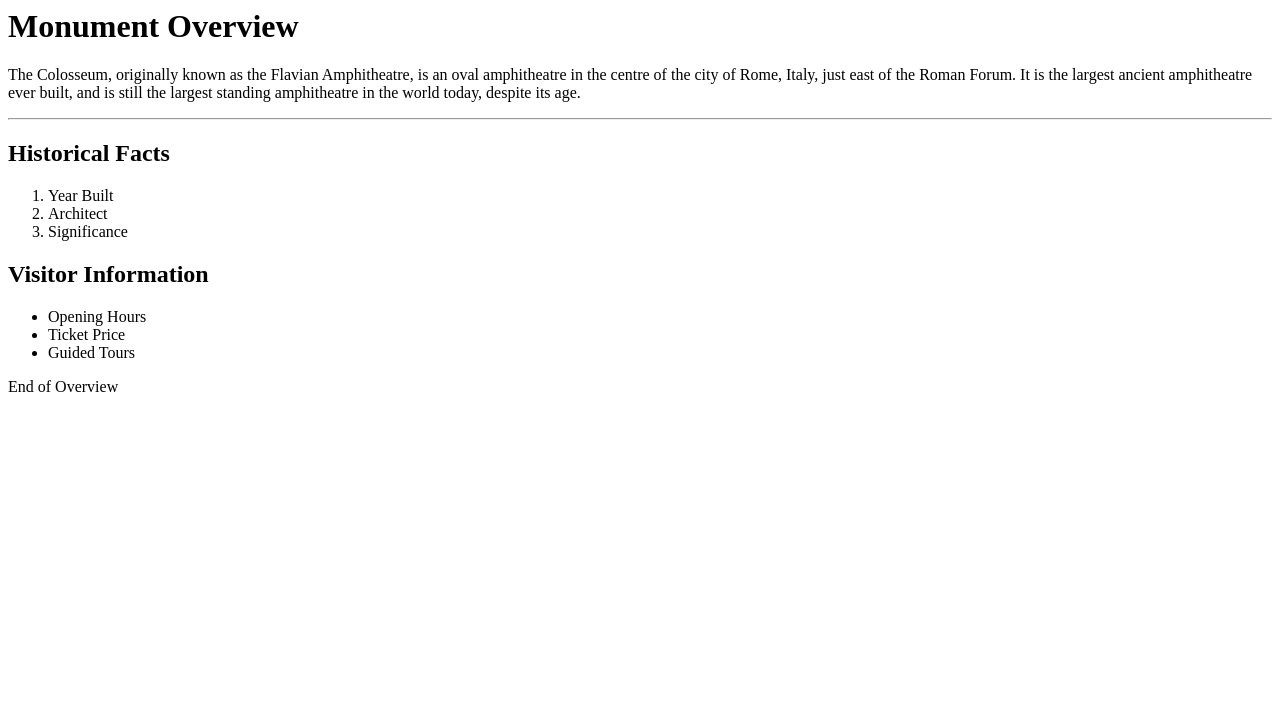 Monument Overview
The Colosseum, originally known as the Flavian Amphitheatre, is an oval amphitheatre in the centre of the city of Rome, Italy, just east of the Roman Forum. It is the largest ancient amphitheatre
ever built, and is still the largest standing amphitheatre in the world today, despite its age.
Historical Facts
1. Year Built
2. Architect
3. Significance
Visitor Information
• Opening Hours
• Ticket Price
• Guided Tours
End of Overview